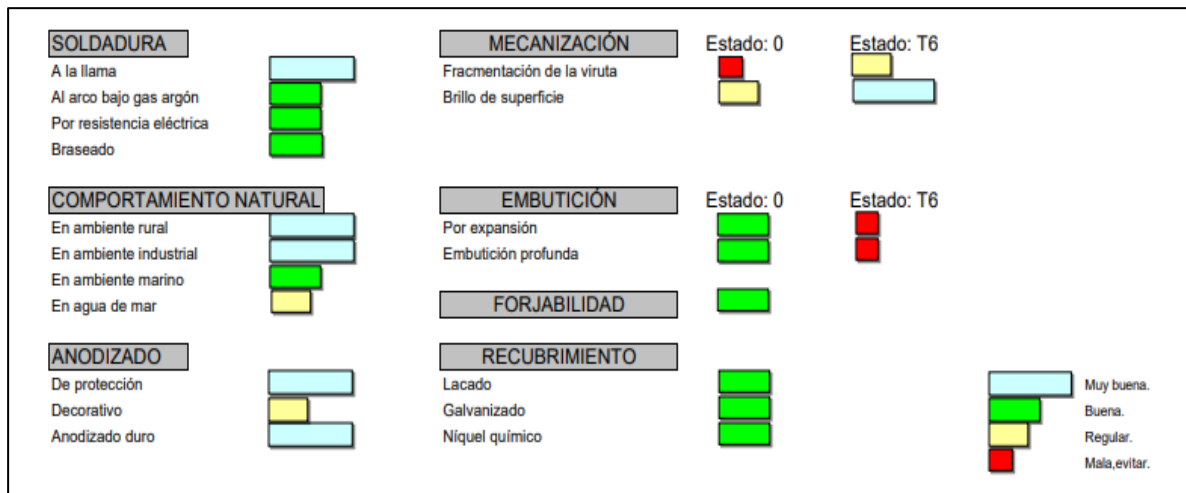 SOLDADURA
A la llama
Al arco bajo gas argón
Por resistencia eléctrica
Braseado
MECANIZACIÓN Estado: 0 Estado: T6
Fracmentación de la viruta
Brillo de superficie
COMPORTAMIENTO NATURAL
En ambiente rural
En ambiente industrial
En ambiente marino
En agua de mar
EMBUTICIÓN Estado: 0 Estado: T6
Por expansión
Embutición profunda
FORJABILIDAD
ANODIZADO
De protección
Decorativo
Anodizado duro
RECUBRIMIENTO
Lacado
Galvanizado
Níquel químico
Muy buena.
Buena.
Regular.
Mala,evitar.